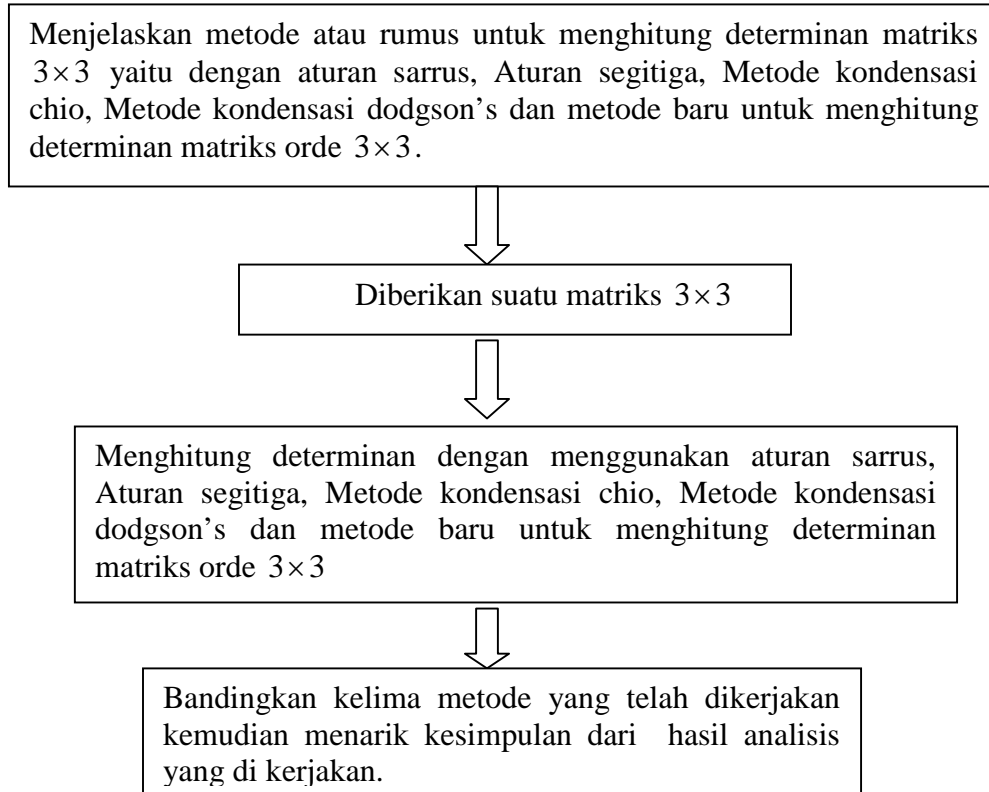 Menjelaskan metode atau rumus untuk menghitung determinan matriks
3×3 yaitu dengan aturan sarrus, Aturan segitiga, Metode kondensasi
chio, Metode kondensasi dodgson's dan metode baru untuk menghitung
determinan matriks orde 3×3.
Diberikan suatu matriks 3×3
Menghitung determinan dengan menggunakan aturan sarrus,
Aturan segitiga, Metode kondensasi chio, Metode kondensasi
dodgson's dan metode baru untuk menghitung determinan
matriks orde 3×3
Bandingkan kelima metode yang telah dikerjakan
kemudian menarik kesimpulan dari hasil analisis
yang di kerjakan.